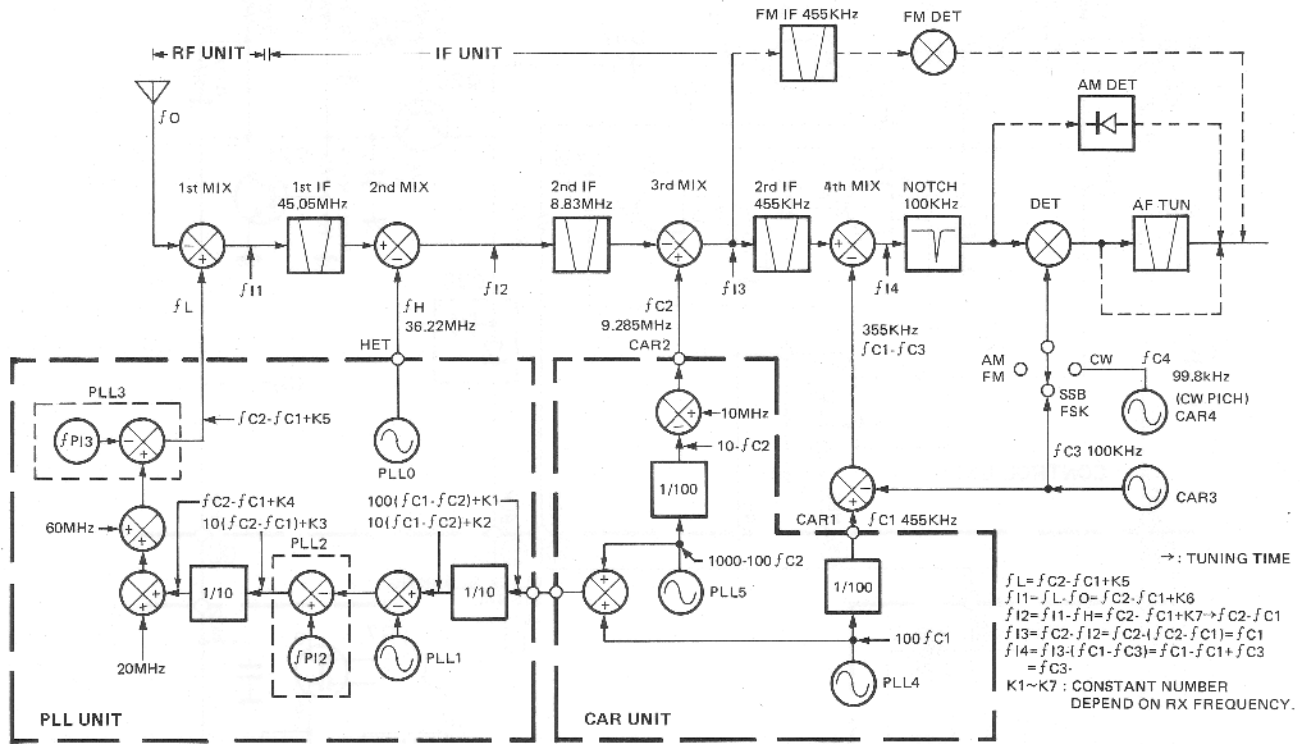 FM IF 455KHz
FM DET
RF UNIT
IF UNIT
AM DET
ƒO
1st MIX
1st IF
45.05MHz
2nd MIX
2nd IF
8.83MHz
3rd MIX
2rd IF
455KHz
4th MIX
NOTCH
100KHz
DET
AF TUN
ƒI1
ƒI2
ƒI3
ƒI4
ƒL
ƒH
36.22MHz
HET
ƒC2
9.285MHz
CAR2
355KHz
ƒC1-ƒC3
AM
FM
CW
SSB
FSK
ƒC4
99.8kHz
(CW PICH)
CAR4
PLL3
ƒPI3
ƒC2-ƒC1+K5
PLL0
10MHz
10-ƒC2
1/100
ƒC3 100KHz
CAR3
60MHz
ƒC2-ƒC1+K4
10(ƒC2-ƒC1)+K3
PLL2
100(ƒC1-ƒC2)+K1
10(ƒC1-ƒC2)+K2
CAR1
ƒC1 455KHz
1000-100ƒC2
1/10
1/10
PLL5
1/100
20MHz
ƒPI2
PLL1
100ƒC1
PLL4
PLL UNIT
CAR UNIT
→: TUNING TIME
ƒL=ƒC2-ƒC1+K5
ƒI1=ƒL-ƒO=ƒC2-ƒC1+K6
ƒI2=ƒI1-ƒH=ƒC2-ƒC1+K7→ƒC2-ƒC1
ƒI3=ƒC2-ƒI2=ƒC2-(ƒC2-ƒC1)=ƒC1
ƒI4=ƒI3-(ƒC1-ƒC3)=ƒC1-ƒC1+ƒC3
=ƒC3.
K1~K7 : CONSTANT NUMBER
DEPEND ON RX FREQUENCY.